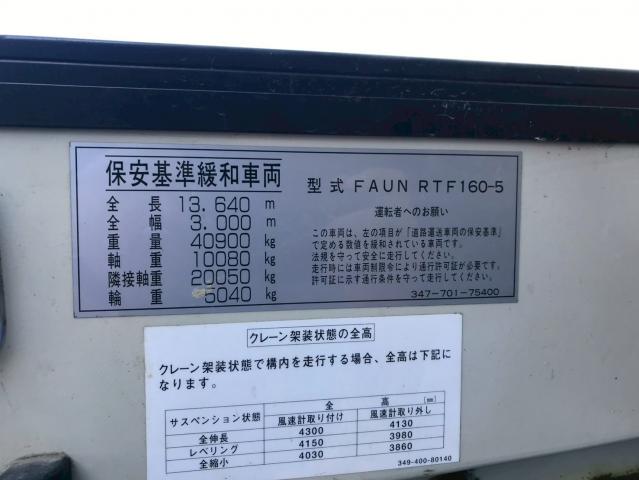 保安基準緩和車両
全長 13.640 m
全幅 3.000 m
重量 40900 kg
軸重 10080 kg
隣接軸重 20050 kg
輪重 5040 kg
型式 FAUN RTF160-5
運転者へのお願い
この車両は、左の項目が「道路運送車両の保安基準」
で定める数値を緩和されている車両です。
法規を守って安全に走行してください。
走行時には車両制限令により通行許可証が必要です。
許可証に示す通行条件を守って走行してください。
347-701-75400
クレーン架装状態の全高
クレーン架装状態で構内を走行する場合、全高は下記に
なります。
全 高 [mm]
サスペンション状態 風速計取り付け 風速計取り外し
全伸長 4300 4130
レベリング 4150 3980
全縮小 4030 3860
349-400-80140